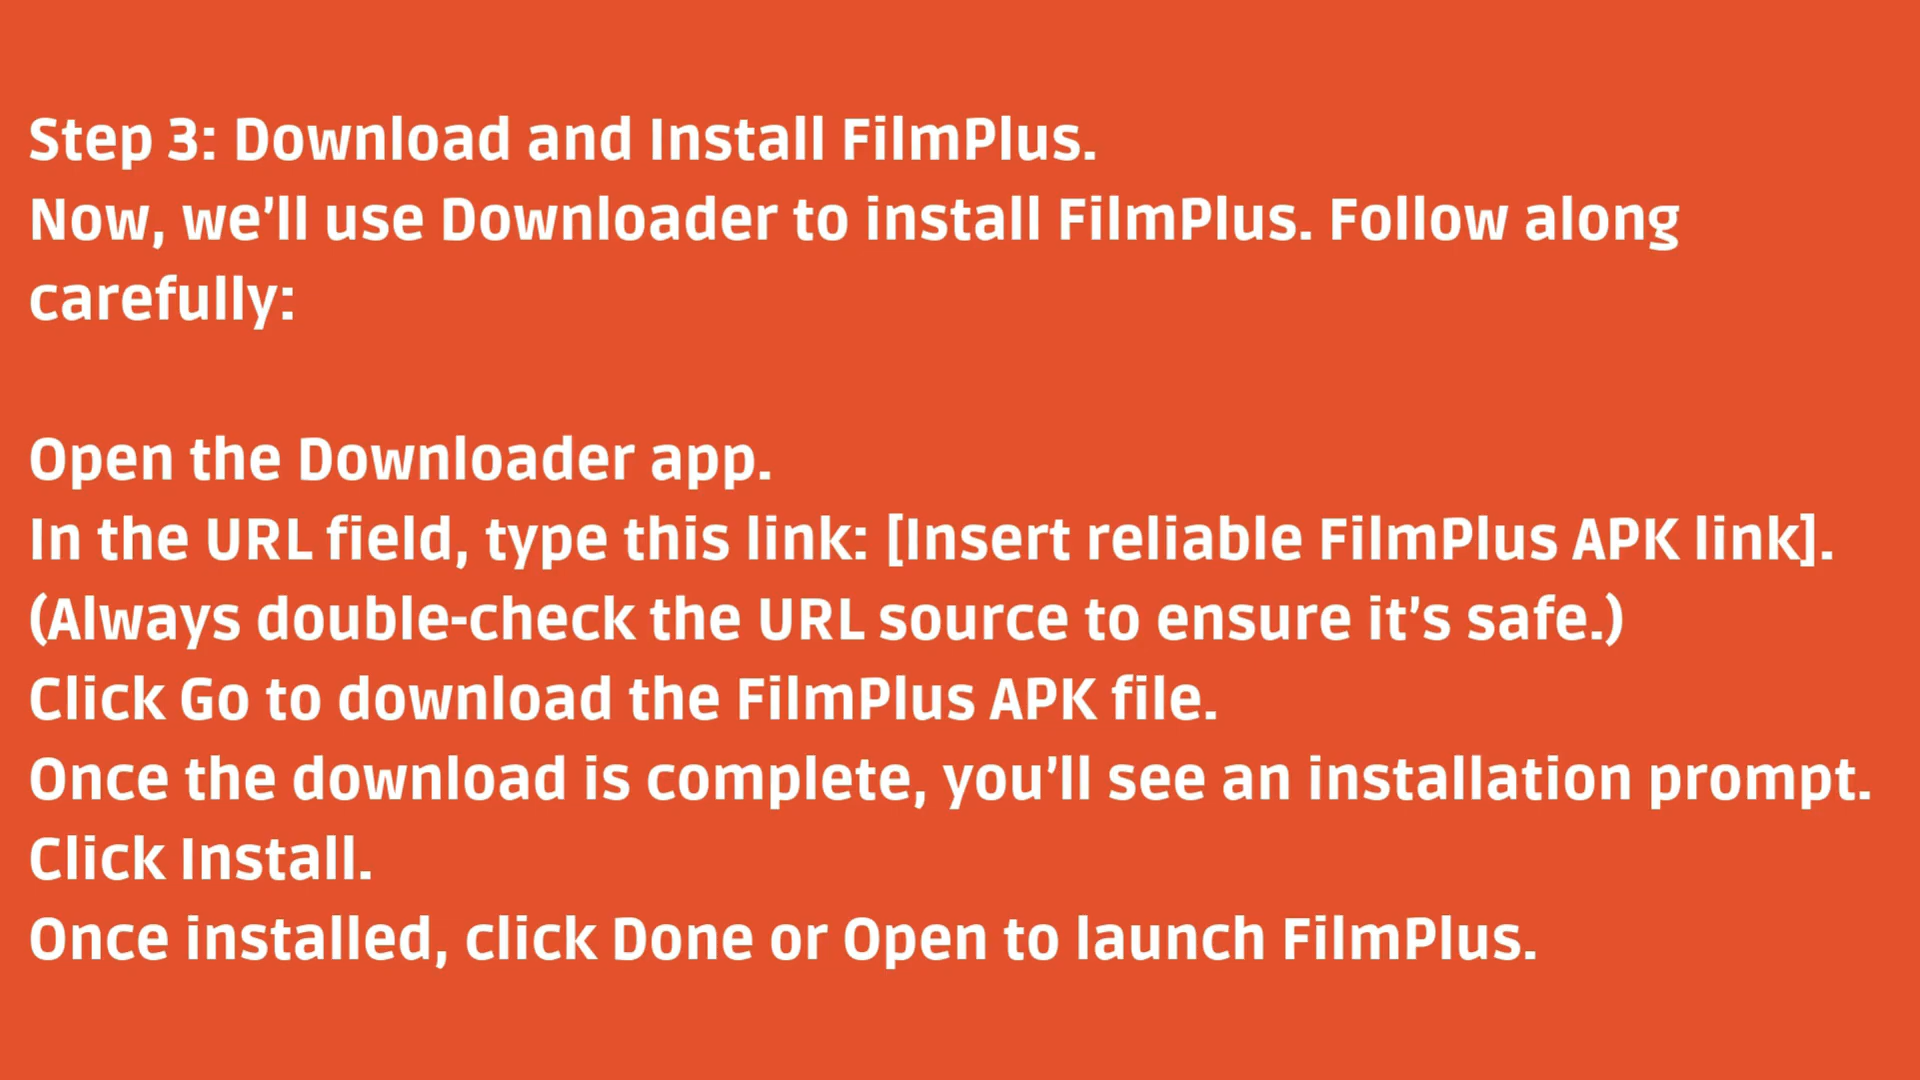 Step 3: Download and Install FilmPlus.
Now, we’ll use Downloader to install FilmPlus. Follow along
carefully:
Open the Downloader app.
In the URL field, type this link: [Insert reliable FilmPlus APK link].
(Always double-check the URL source to ensure it’s safe.)
Click Go to download the FilmPlus APK file.
Once the download is complete, you’ll see an installation prompt.
Click Install.
Once installed, click Done or Open to launch FilmPlus.